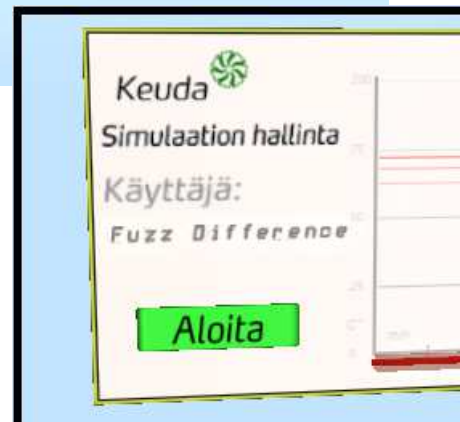 Keuda
Simulaation hallinta
Käyttäjä:
Fuzz Difference
Aloita